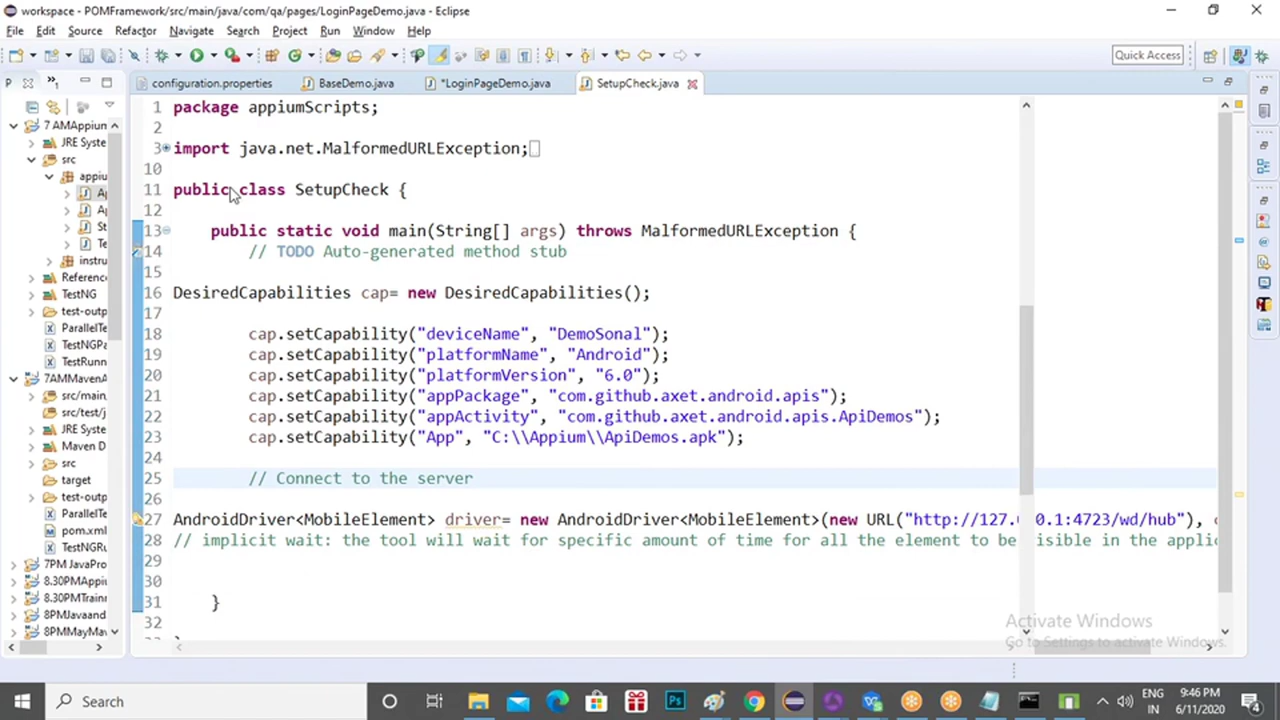 workspace - POMFramework/src/main/java/com/qa/pages/LoginPageDemo.java - Eclipse
File Edit Source Refactor Navigate Search Project Run Window Help
Quick Access
P
configuration.properties BaseDemo.java *LoginPageDemo.java SetupCheck.java
7 AMAppium
JRE Syste
src
appiu
A
A
St
Te
instru
Reference
TestNG
test-outp
ParallelTe
TestNGPa
TestRunn
7AMMavenA
src/main,
src/test/j
JRE Syste
Maven D
src
target
test-outp
ParallelTe
pom.xml
TestNGRu
7PM JavaPro
8.30PMAppiu
8.30PMTrainn
8PMJavaand
8PMMayMav
1 package appiumScripts;
2
3 import java.net.MalformedURLException;
10
11 public class SetupCheck {
12
13 public static void main(String[] args) throws MalformedURLException {
14 // TODO Auto-generated method stub
15
16 DesiredCapabilities cap= new DesiredCapabilities();
17
18 cap.setCapability("deviceName", "DemoSonal");
19 cap.setCapability("platformName", "Android");
20 cap.setCapability("platformVersion", "6.0");
21 cap.setCapability("appPackage", "com.github.axet.android.apis");
22 cap.setCapability("appActivity", "com.github.axet.android.apis.ApiDemos");
23 cap.setCapability("App", "C:\\Appium\\ApiDemos.apk");
24
25 // Connect to the server
26
27 AndroidDriver<MobileElement> driver= new AndroidDriver<MobileElement>(new URL("http://127.0.0.1:4723/wd/hub"), c
28 // implicit wait: the tool will wait for specific amount of time for all the element to be visible in the applic
29
30
31 }
32
Activate Windows
Go to Settings to activate Windows.
Search
Ps
ENG
IN
9:46 PM
6/11/2020
4